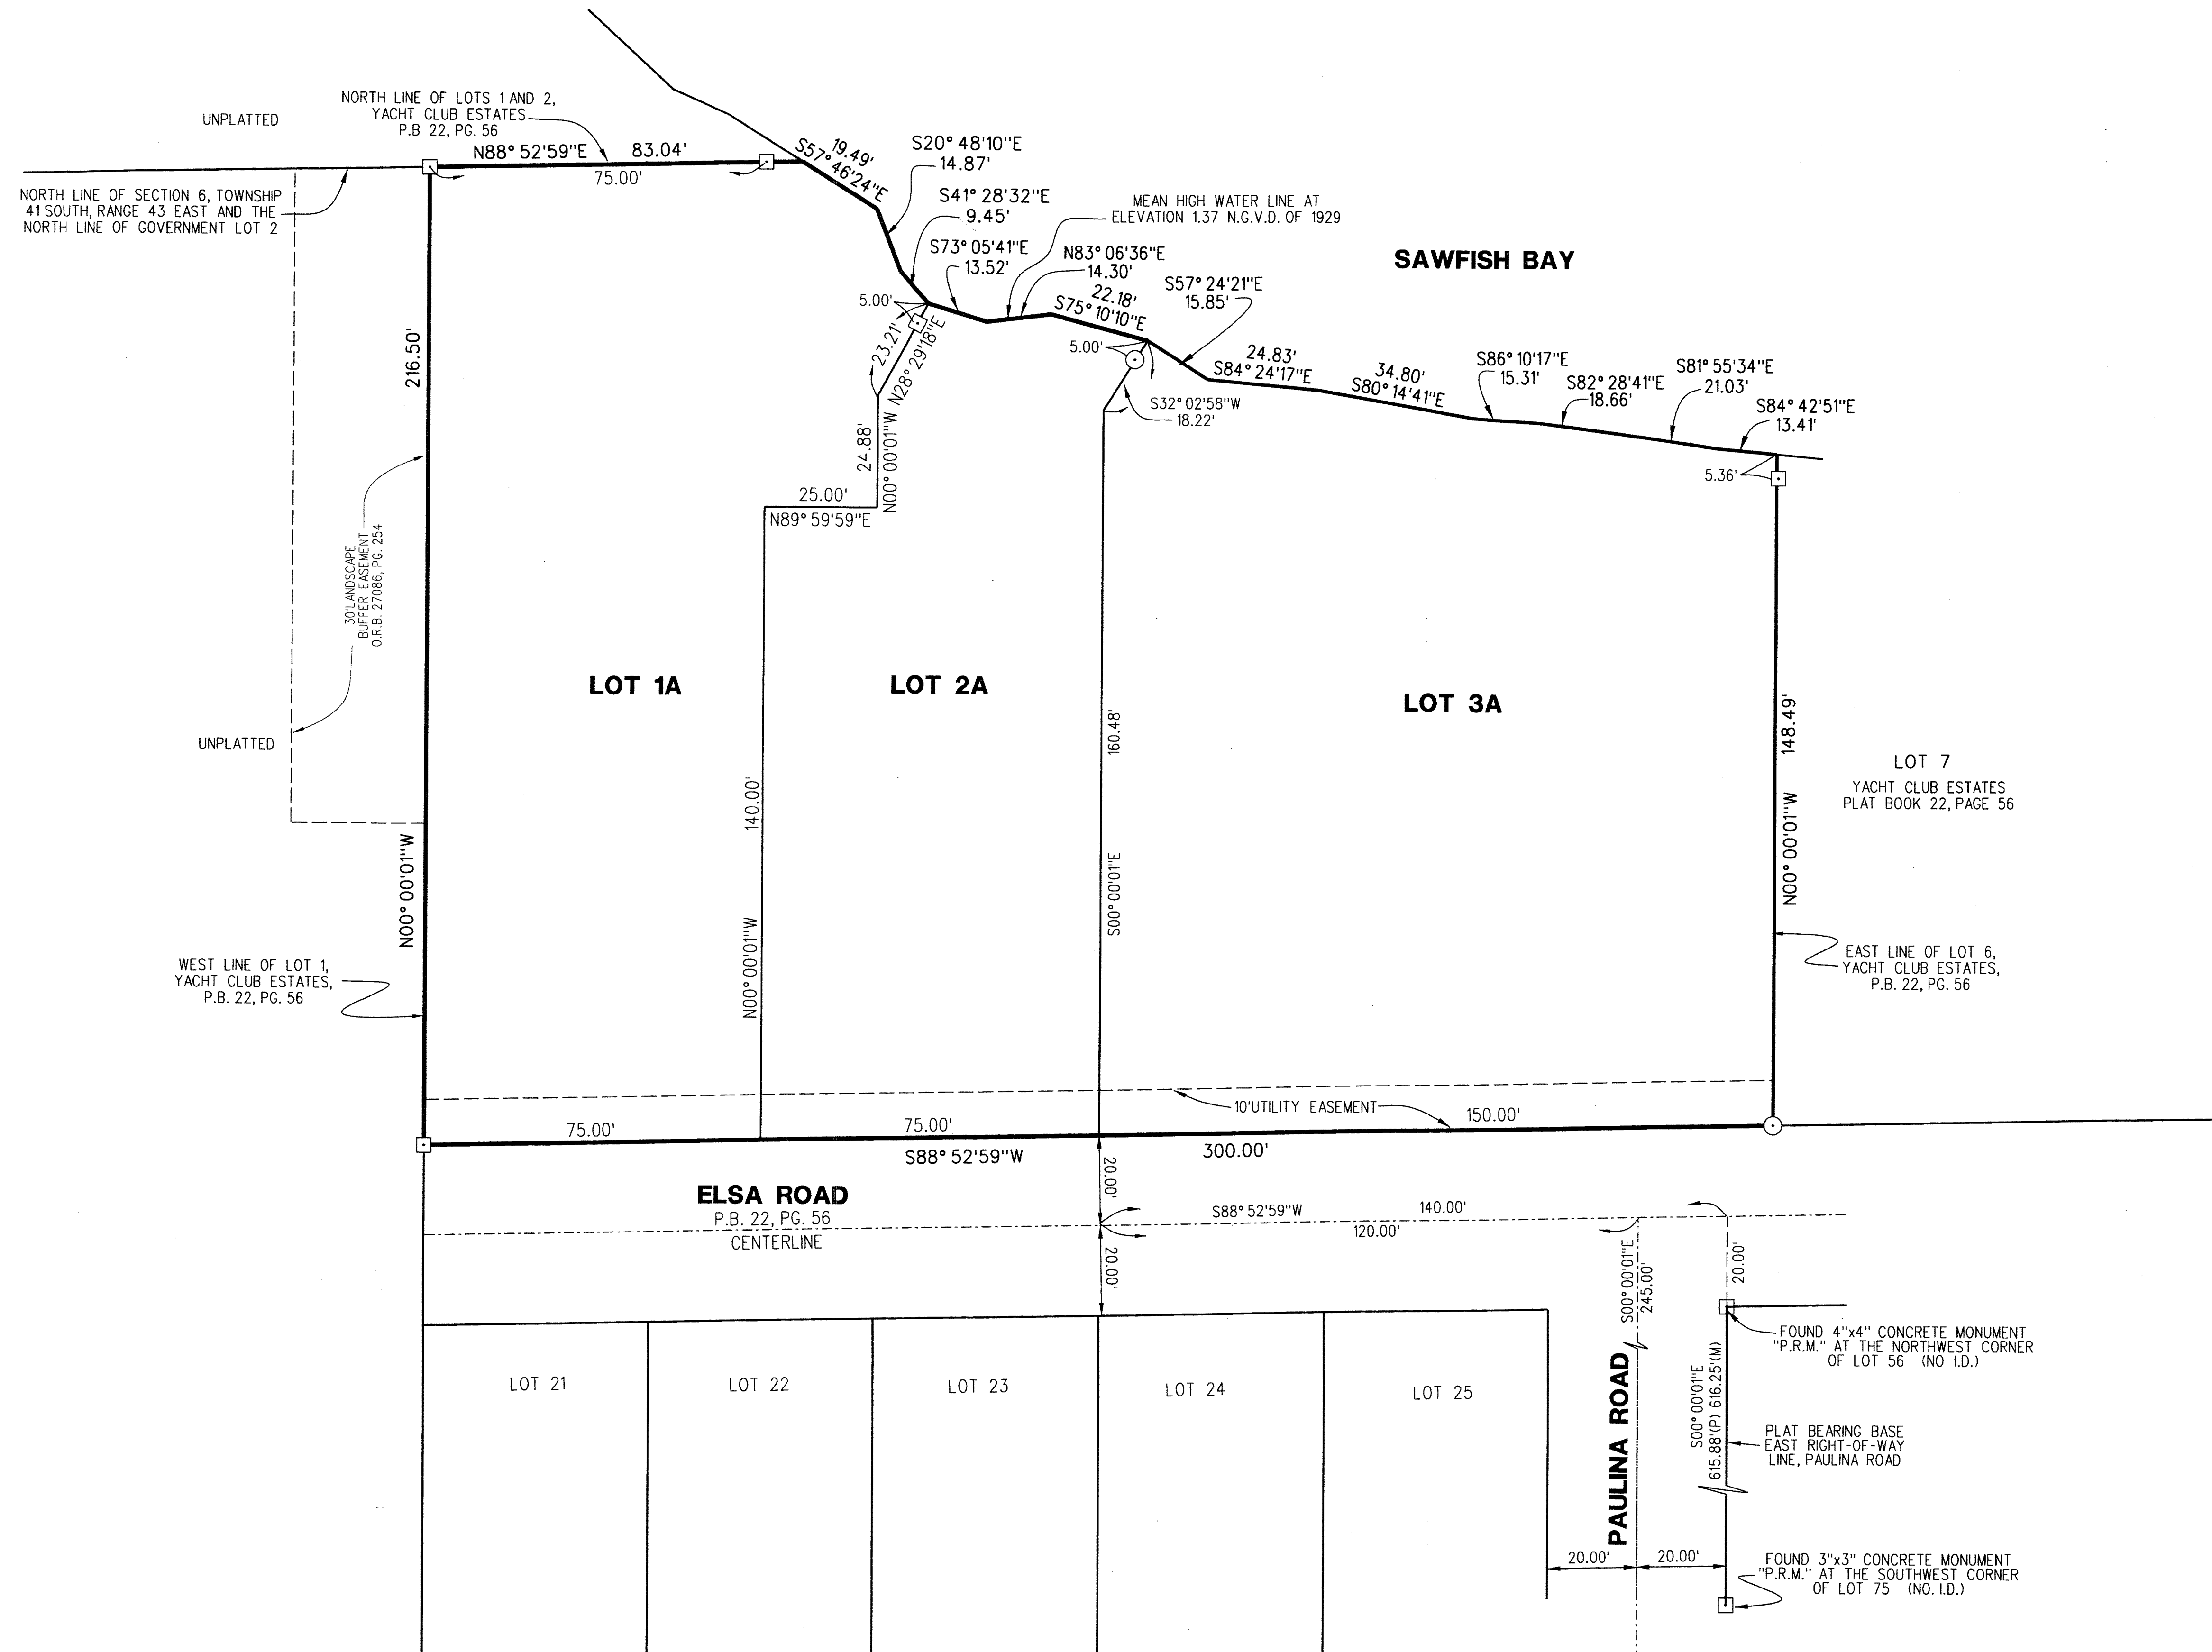 NORTH LINE OF LOTS 1 AND 2,
YACHT CLUB ESTATES
P.B 22, PG. 56
UNPLATTED
N88° 52'59"E 83.04'
75.00'
NORTH LINE OF SECTION 6, TOWNSHIP
41 SOUTH, RANGE 43 EAST AND THE
NORTH LINE OF GOVERNMENT LOT 2
19.49'
S57° 46'24"E
S20° 48'10"E
14.87'
S41° 28'32"E
9.45'
S73° 05'41"E
13.52'
MEAN HIGH WATER LINE AT
ELEVATION 1.37 N.G.V.D. OF 1929
N83° 06'36"E
14.30'
22.18'
S75° 10'10"E
S57° 24'21"E
15.85'
SAWFISH BAY
24.83'
S84° 24'17"E
34.80'
S80° 14'41"E
S86° 10'17"E
15.31'
S82° 28'41"E
18.66'
S81° 55'34"E
21.03'
S84° 42'51"E
13.41'
5.36'
5.00'
23.21'
N28° 29'18"E
5.00'
S32° 02'58"W
18.22'
24.88'
N00° 00'01"W
25.00'
N89° 59'59"E
216.50'
N00° 00'01"W
30' LANDSCAPE
BUFFER EASEMENT
O.R.B. 27086, PG. 254
UNPLATTED
LOT 1A
LOT 2A
LOT 3A
140.00'
N00° 00'01"W
160.48'
S00° 00'01"E
148.49'
N00° 00'01"W
LOT 7
YACHT CLUB ESTATES
PLAT BOOK 22, PAGE 56
WEST LINE OF LOT 1,
YACHT CLUB ESTATES,
P.B. 22, PG. 56
EAST LINE OF LOT 6,
YACHT CLUB ESTATES,
P.B. 22, PG. 56
10' UTILITY EASEMENT
75.00'
75.00'
150.00'
S88° 52'59"W 300.00'
ELSA ROAD
P.B. 22, PG. 56
CENTERLINE
20.00'
20.00'
S88° 52'59"W 140.00'
120.00'
S00° 00'01"E
245.00'
20.00'
LOT 21
LOT 22
LOT 23
LOT 24
LOT 25
PAULINA ROAD
S00° 00'01"E
615.88'(P) 616.25'(M)
FOUND 4"x4" CONCRETE MONUMENT
"P.R.M." AT THE NORTHWEST CORNER
OF LOT 56 (NO I.D.)
PLAT BEARING BASE
EAST RIGHT-OF-WAY
LINE, PAULINA ROAD
20.00'
20.00'
FOUND 3"x3" CONCRETE MONUMENT
"P.R.M." AT THE SOUTHWEST CORNER
OF LOT 75 (NO. I.D.)